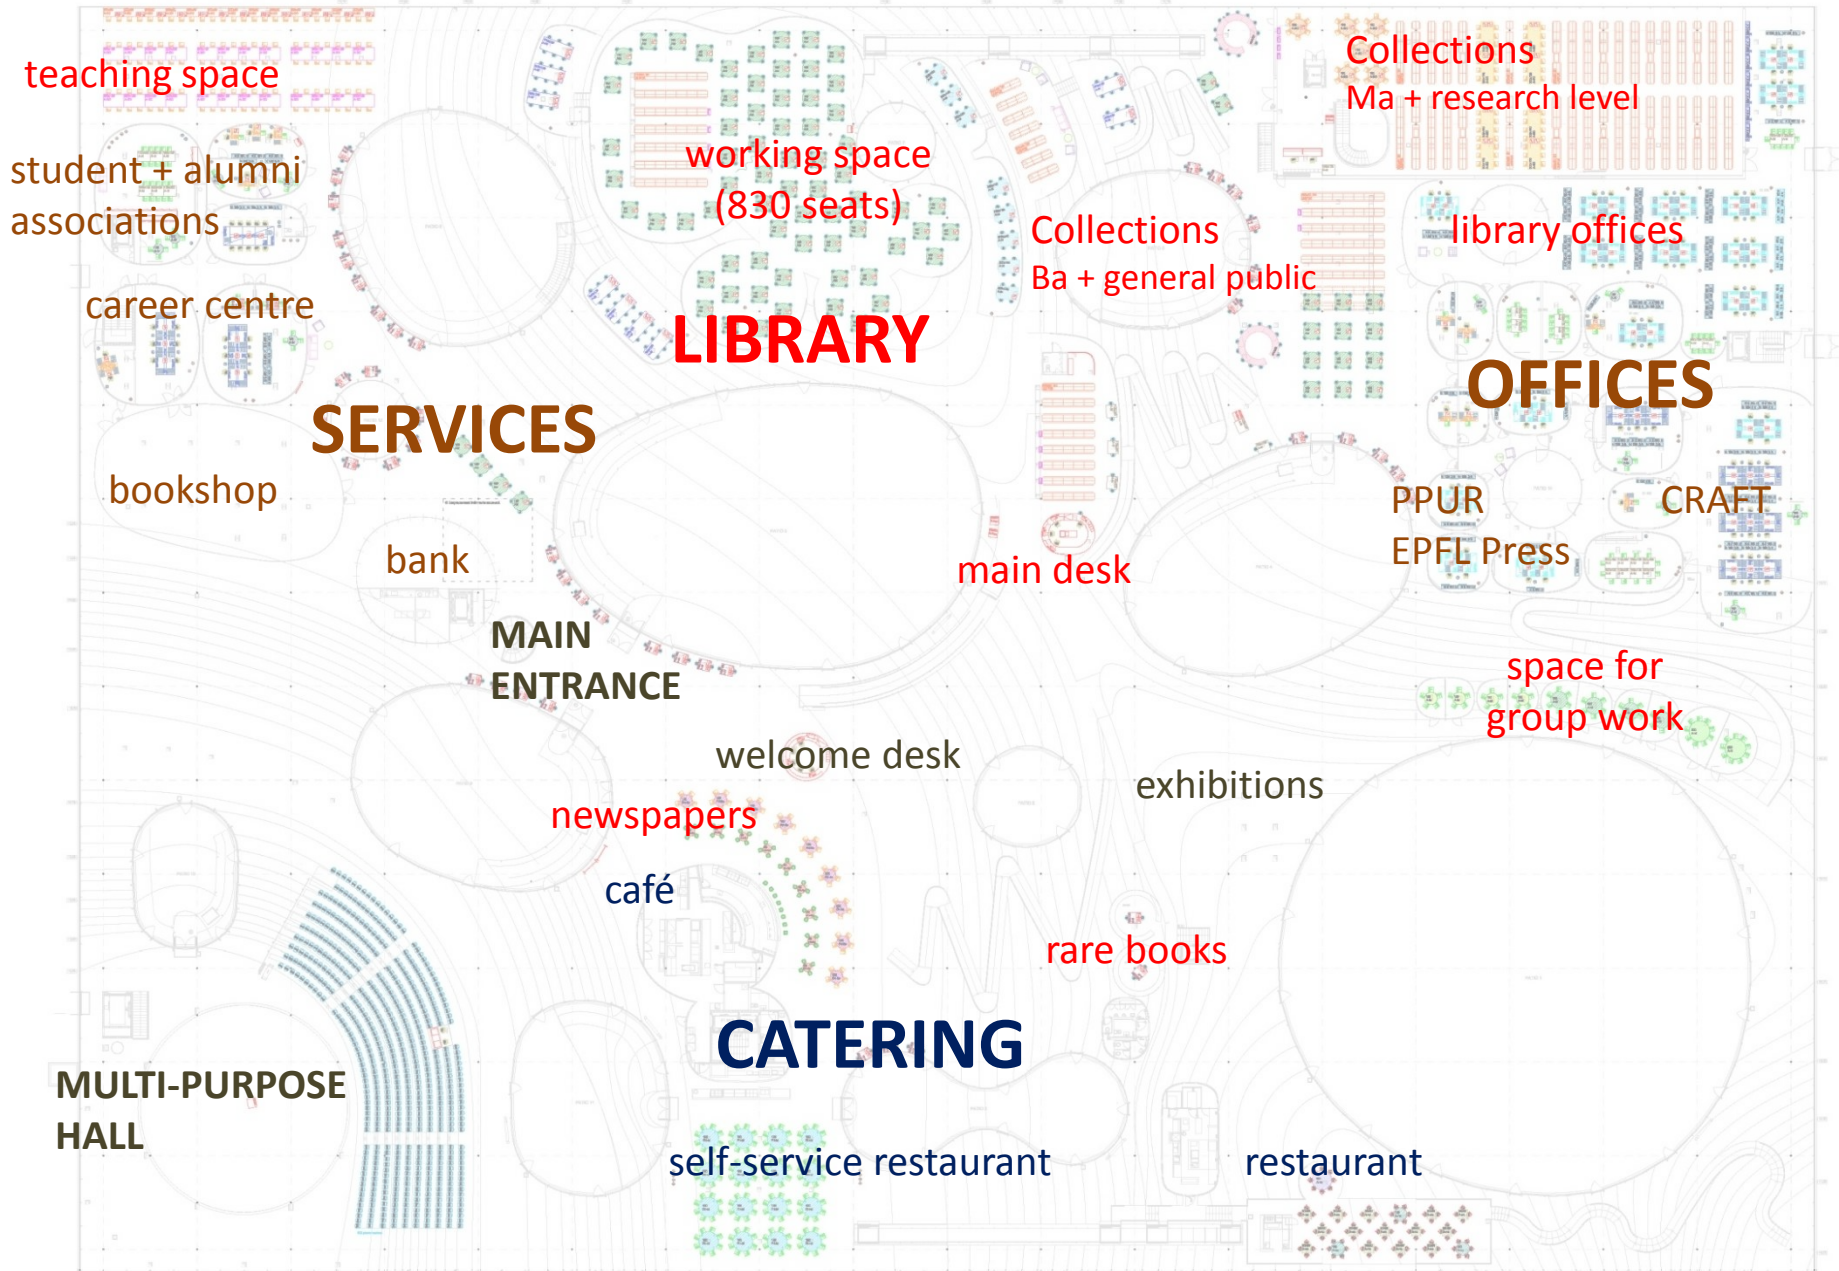 teaching space
Collections
Ma + research level
student + alumni
associations
working space
(830 seats)
Collections
Ba + general public
library offices
career centre
LIBRARY
OFFICES
SERVICES
bookshop
PPUR
EPFL Press
CRAFT
bank
main desk
MAIN
ENTRANCE
space for
group work
welcome desk
exhibitions
newspapers
café
rare books
CATERING
MULTI-PURPOSE
HALL
self-service restaurant
restaurant